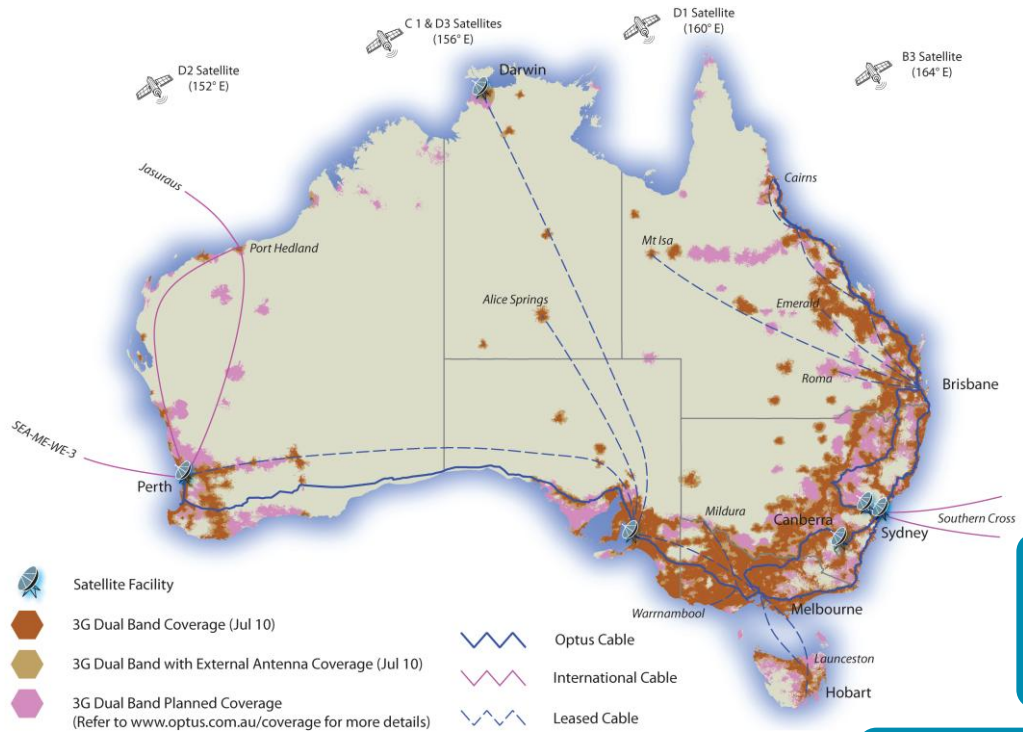 C 1 & D3 Satellites
(156° E)
D1 Satellite
(160° E)
D2 Satellite
(152° E)
B3 Satellite
(164° E)
Darwin
Jasuraus
Cairns
Port Hedland
Mt Isa
Alice Springs
Emerald
Roma
Brisbane
SEA-ME-WE-3
Perth
Mildura
Canberra
Sydney
Southern Cross
Warrnambool
Melbourne
Launceston
Hobart
Satellite Facility
3G Dual Band Coverage (Jul 10)
3G Dual Band with External Antenna Coverage (Jul 10)
3G Dual Band Planned Coverage
(Refer to www.optus.com.au/coverage for more details)
Optus Cable
International Cable
Leased Cable